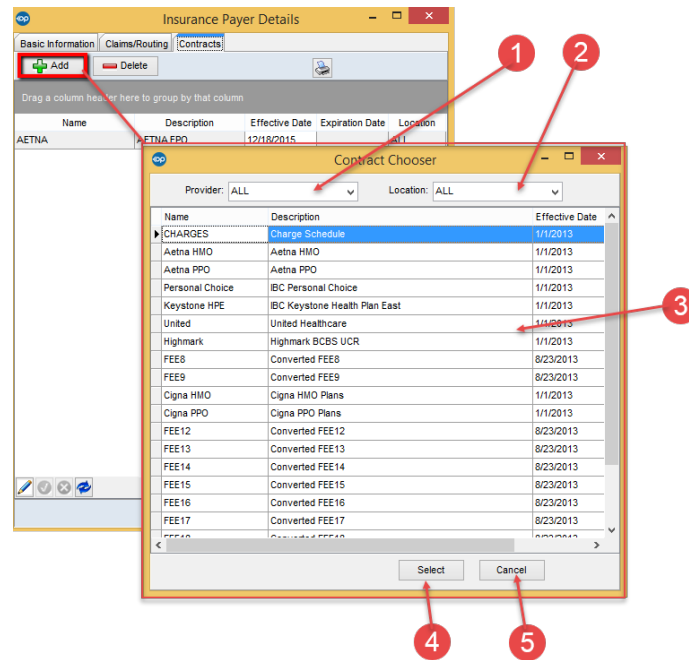 Insurance Payer Details
Basic Information Claims/Routing Contracts
Add Delete
Drag a column header here to group by that column
Name Description Effective Date Expiration Date Location
AETNA AETNA EPO 12/18/2015 ALL
1
2
Contract Chooser
Provider: ALL Location: ALL
Name Description Effective Date
CHARGES Charge Schedule 1/1/2013
Aetna HMO Aetna HMO 1/1/2013
Aetna PPO Aetna PPO 1/1/2013
Personal Choice IBC Personal Choice 1/1/2013
Keystone HPE IBC Keystone Health Plan East 1/1/2013
3
United United Healthcare 1/1/2013
Highmark Highmark BCBS UCR 1/1/2013
FEE8 Converted FEE8 8/23/2013
FEE9 Converted FEE9 8/23/2013
Cigna HMO Cigna HMO Plans 1/1/2013
Cigna PPO Cigna PPO Plans 1/1/2013
FEE12 Converted FEE12 8/23/2013
FEE13 Converted FEE13 8/23/2013
FEE14 Converted FEE14 8/23/2013
FEE15 Converted FEE15 8/23/2013
FEE16 Converted FEE16 8/23/2013
FEE17 Converted FEE17 8/23/2013
Select Cancel
4 5